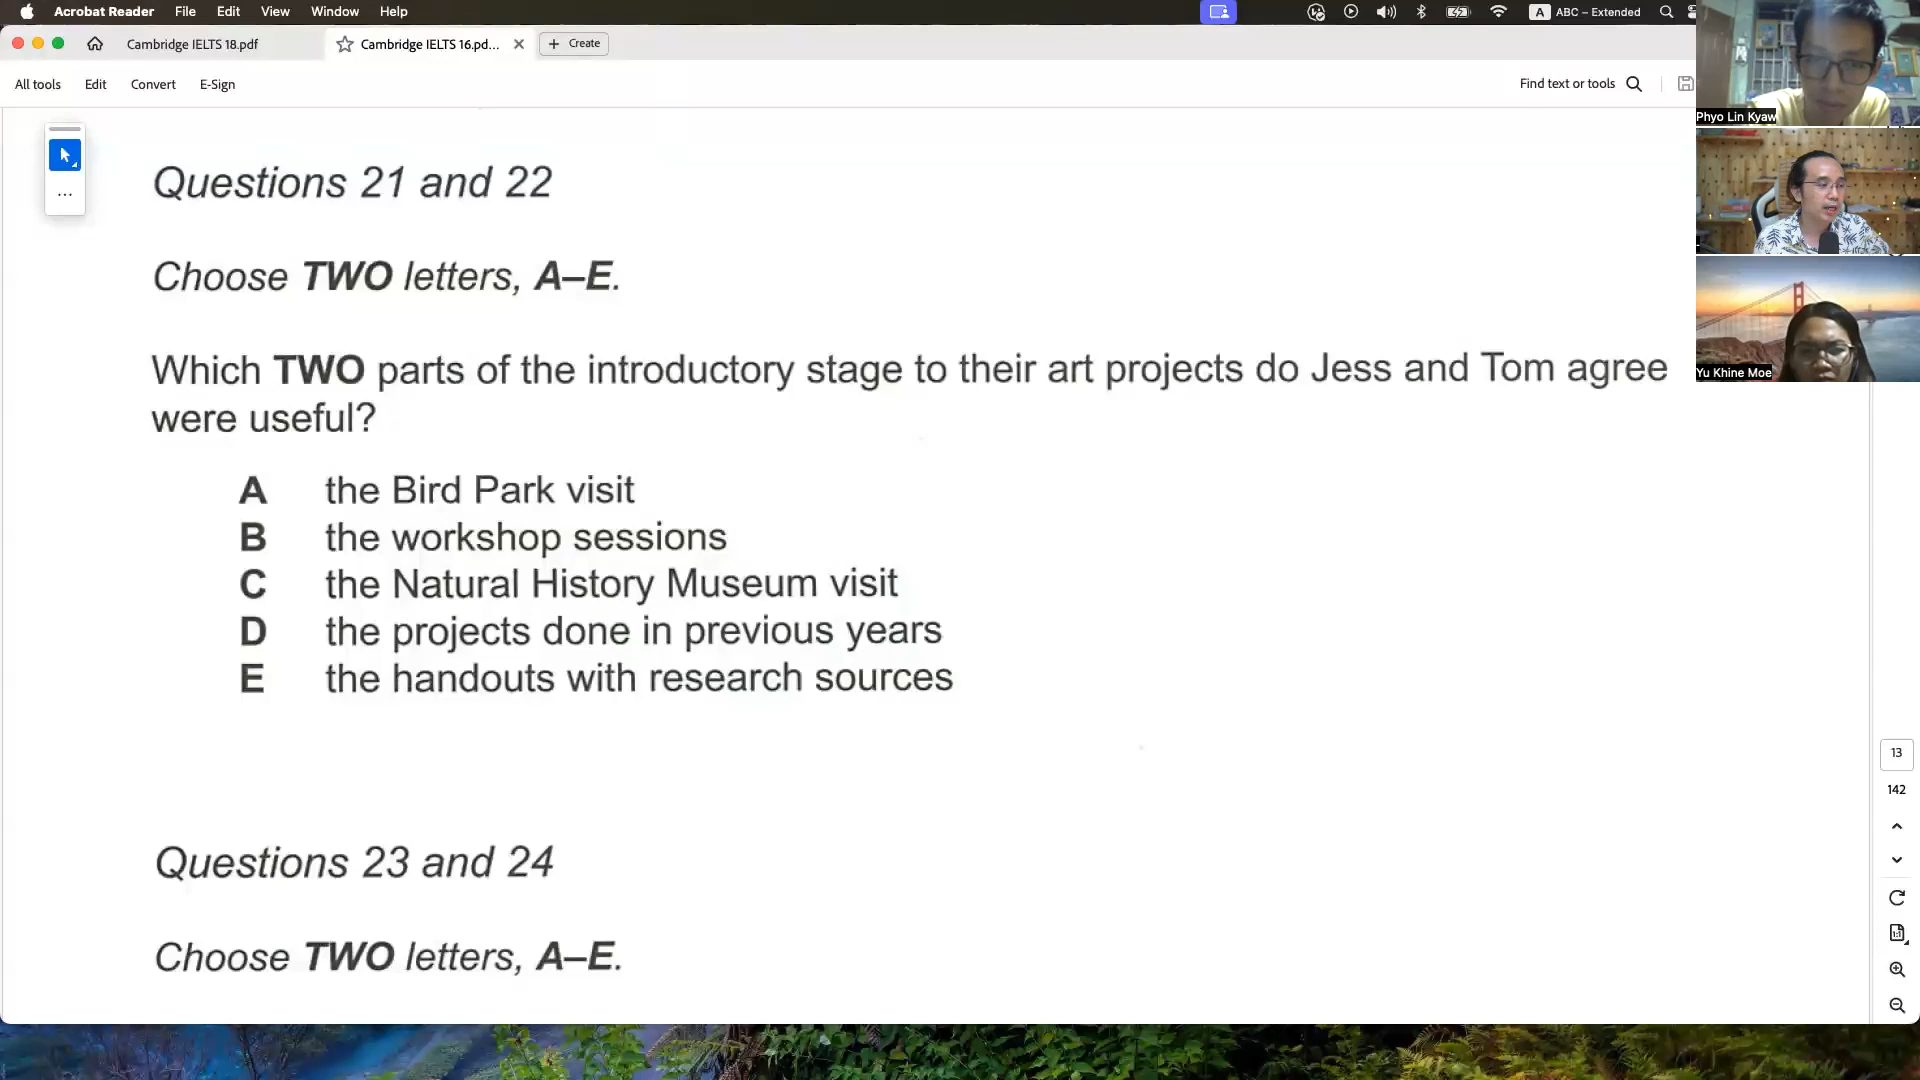 Acrobat Reader File Edit View Window Help
A ABC – Extended
Cambridge IELTS 18.pdf
Cambridge IELTS 16.pd...
Create
All tools Edit Convert E-Sign
Find text or tools
Phyo Lin Kyaw
Questions 21 and 22
Choose TWO letters, A–E.
Which TWO parts of the introductory stage to their art projects do Jess and Tom agree
were useful?
Yu Khine Moe
A the Bird Park visit
B the workshop sessions
C the Natural History Museum visit
D the projects done in previous years
E the handouts with research sources
13
142
Questions 23 and 24
Choose TWO letters, A–E.